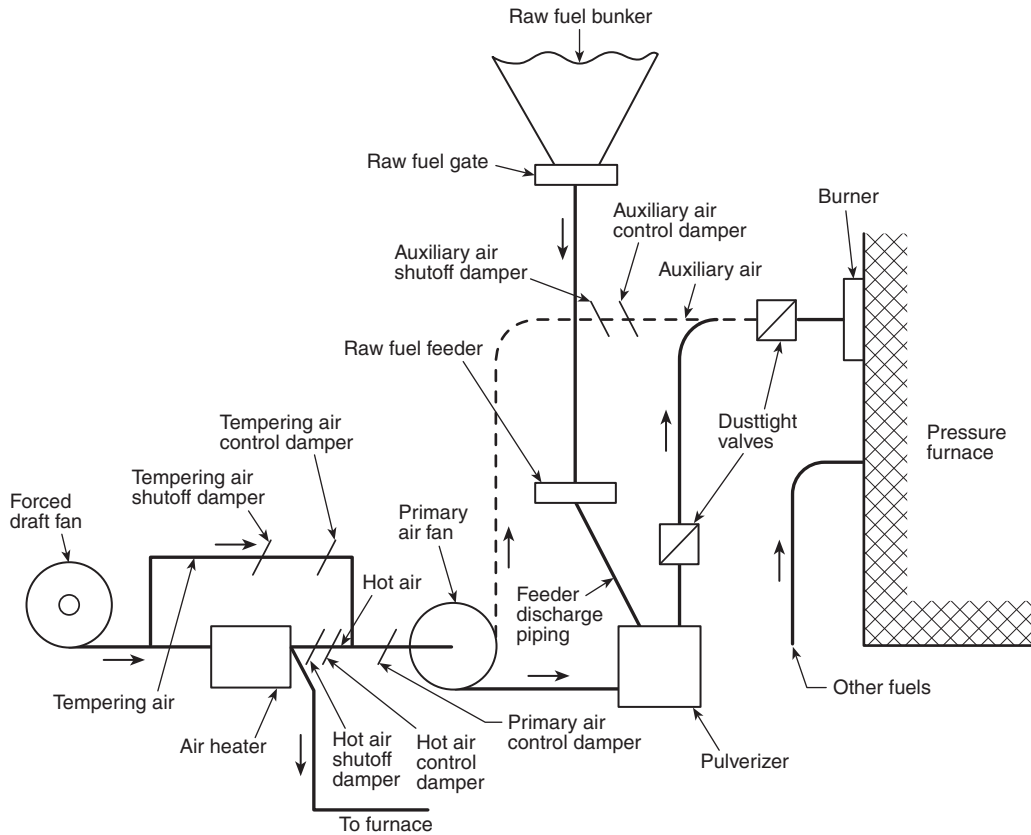 Raw fuel bunker
Raw fuel gate
Auxiliary air
control damper
Burner
Auxiliary air
shutoff damper
Auxiliary air
Raw fuel feeder
Dusttight
valves
Pressure
furnace
Tempering air
control damper
Tempering air
shutoff damper
Forced
draft fan
Primary
air fan
Hot air
Feeder
discharge
piping
Tempering air
Other fuels
Air heater
Hot air
shutoff
damper
Hot air
control
damper
Primary air
control damper
Pulverizer
To furnace